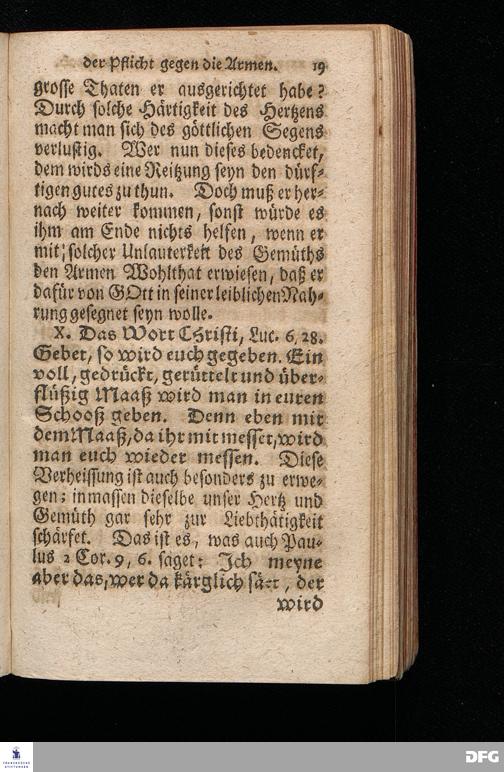 der Pflicht gegen die Armen. 19
grosse Thaten er ausgerichtet habe?
Durch solche Härtigkeit des Hertzens
macht man sich des göttlichen Segens
verlustig. Wer nun dieses bedencket,
dem wirds eine Reitzung seyn den dürf-
tigen gutes zu thun. Doch muß er her-
nach weiter kommen, sonst würde es
ihm am Ende nichts helfen, wenn er
mit solcher Unlauterkeit des Gemüths
den Armen Wohlthat erwiesen, daß er
dafür von GOtt in seiner leiblichen Nah-
rung gesegnet seyn wolle.
X. Das Wort CHristi, Luc. 6, 28.
Gebet, so wird euch gegeben. Ein
voll, gedrückt, gerüttelt und über-
flüßig Maaß wird man in euren
Schooß geben. Denn eben mit
dem Maaß, da ihr mit messet, wird
man euch wieder messen. Diese
Verheissung ist auch besonders zu erwe-
gen; inmassen dieselbe unser Hertz und
Gemüth gar sehr zur Liebthätigkeit
schärfet. Das ist es, was auch Pau-
lus 2 Cor. 9, 6. saget: Ich meyne
aber das, wer da kärglich säet, der
wird
FRANCKESCHE
STIFTUNGEN
DFG